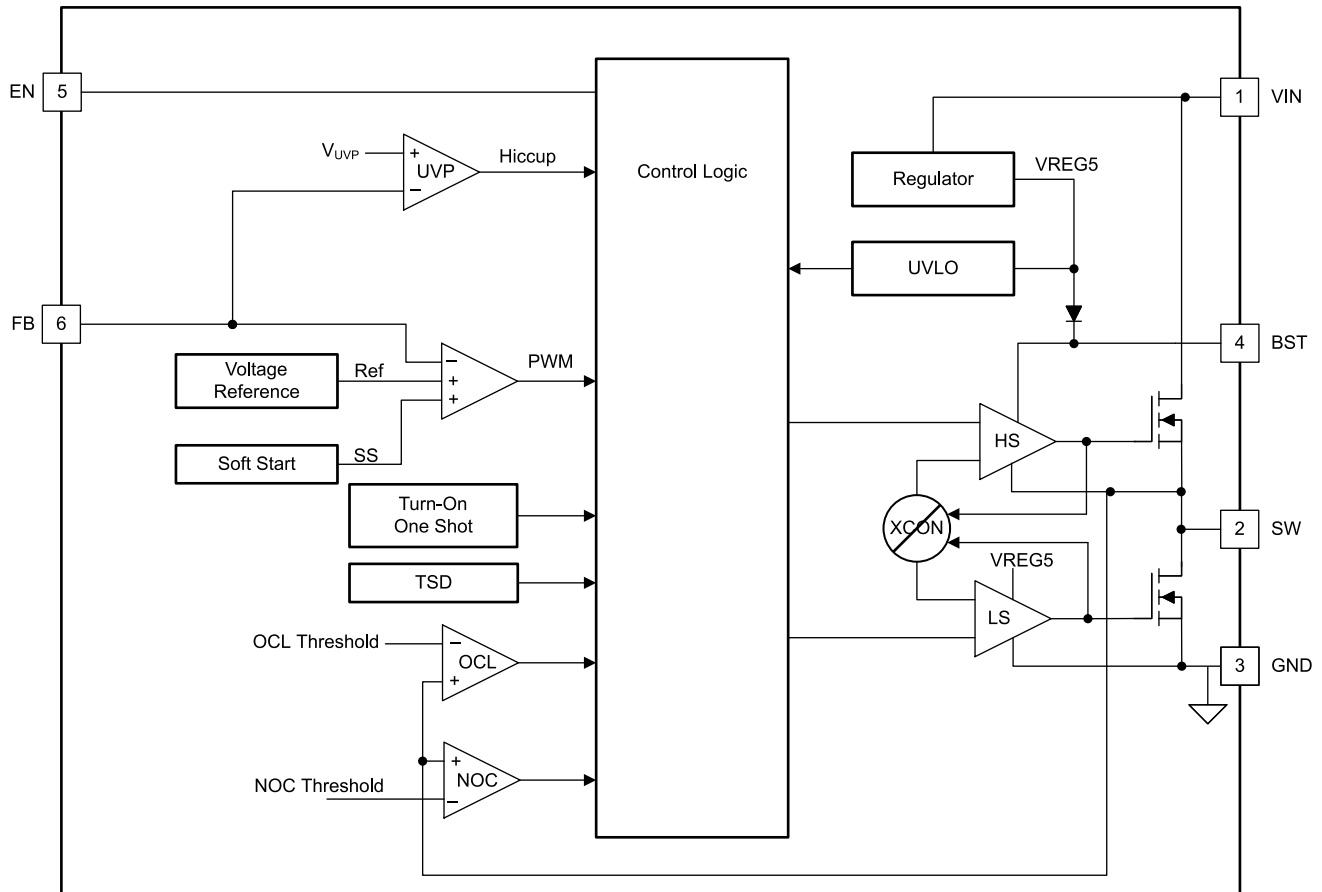 EN 5
1 VIN
V_UVP + UVP −
Hiccup
Control Logic
Regulator
VREG5
UVLO
FB 6
4 BST
Voltage
Reference
Ref
− + +
PWM
Soft Start
SS
HS
Turn-On
One Shot
XCON
2 SW
TSD
VREG5
LS
OCL Threshold
− OCL +
3 GND
NOC Threshold
+ NOC −